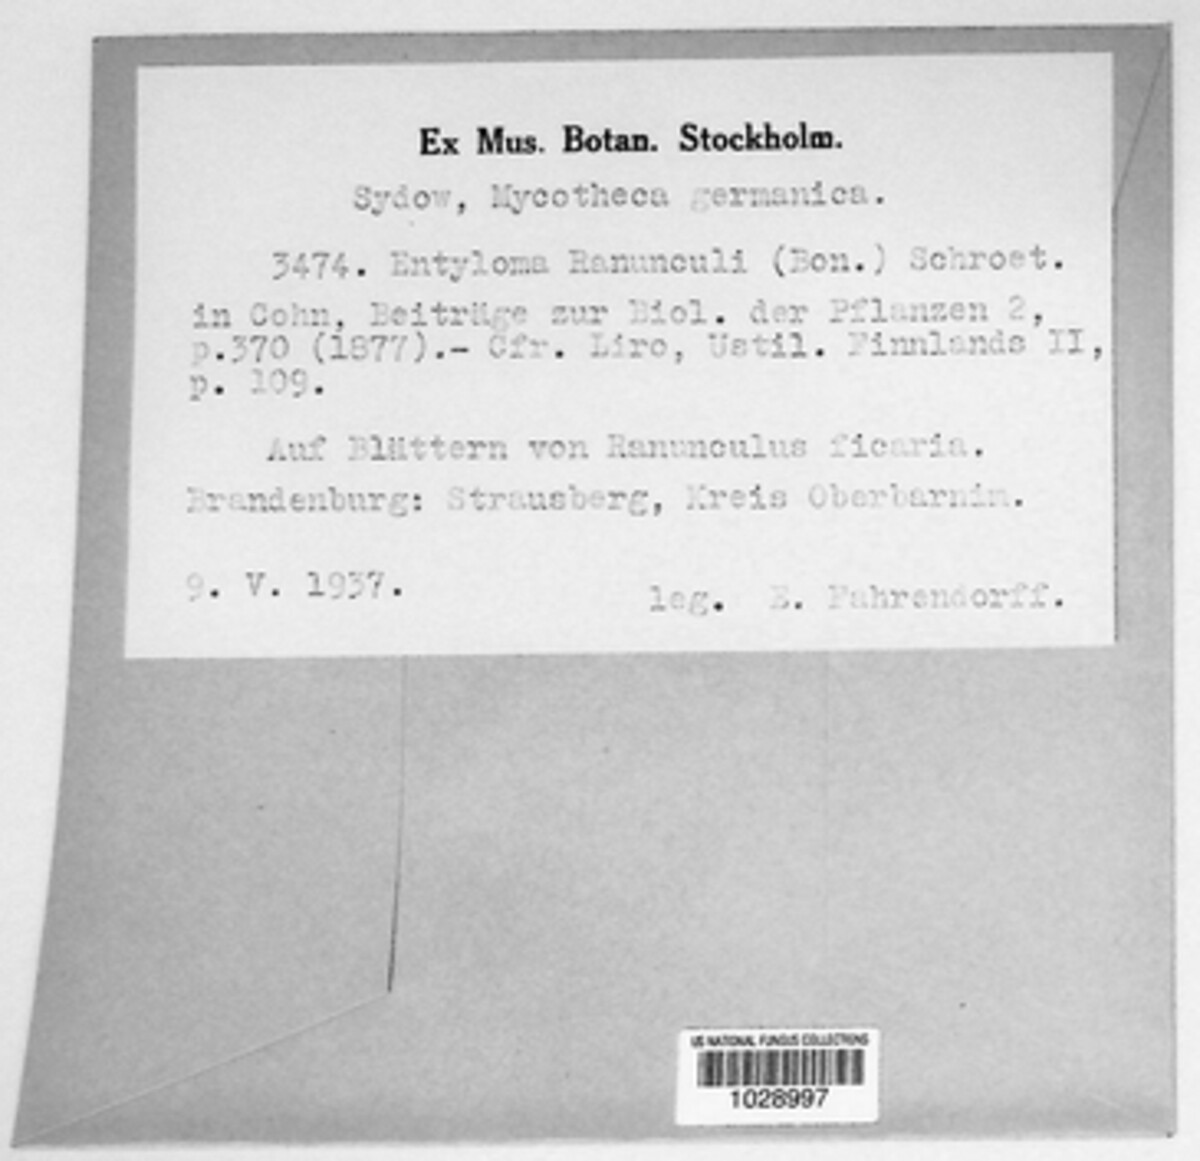 Ex Mus. Botan. Stockholm.
Sydow, Mycotheca germanica.
3474. Entyloma Ranunculi (Bon.) Schroet.
in Cohn, Beiträge zur Biol. der Pflanzen 2,
p.370 (1877).- Cfr. Liro, Ustil. Finnlands II,
p. 109.
Auf Blättern von Ranunculus ficaria.
Brandenburg: Strausberg, Kreis Oberbarnim.
9. V. 1937.
leg. E. Fahrendorff.
US NATIONAL FUNGUS COLLECTIONS
1028997